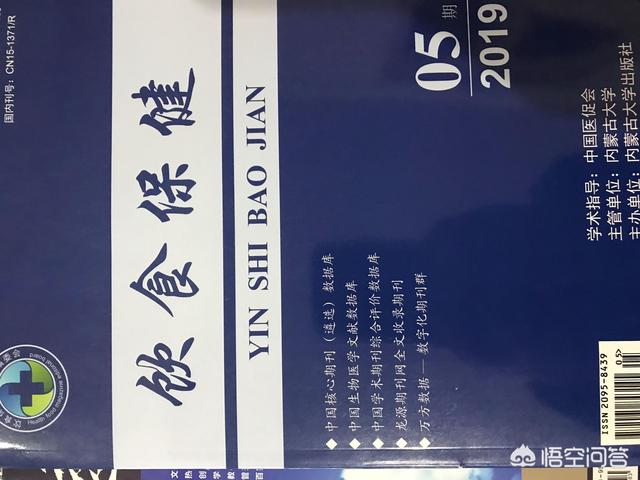 国内刊号：CN15-1371/R
饮食保健
YIN SHI BAO JIAN
05期
2019
◆ 中国核心期刊（遴选）数据库
◆ 中国生物医学文献数据库
◆ 中国学术期刊综合评价数据库
◆ 龙源期刊网全文收录期刊
◆ 万方数据——数字化期刊群
学术指导：中国医促会
主管单位：内蒙古大学
主办单位：内蒙古大学出版社
ISSN 2095-8439
05>
悟空问答